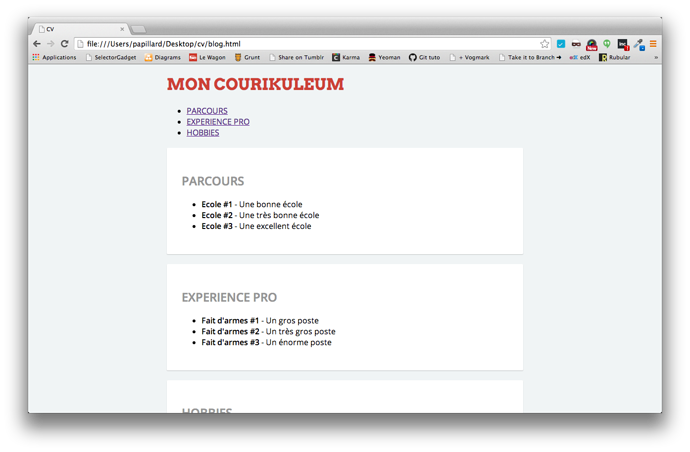 CV
file:///Users/papillard/Desktop/cv/blog.html
Applications SelectorGadget Diagrams Le Wagon Grunt Share on Tumblr Karma Yeoman Git tuto + Vogmark Take it to Branch → edX Rubular »
MON COURIKULEUM
PARCOURS
EXPERIENCE PRO
HOBBIES
PARCOURS
Ecole #1 - Une bonne école
Ecole #2 - Une très bonne école
Ecole #3 - Une excellent école
EXPERIENCE PRO
Fait d'armes #1 - Un gros poste
Fait d'armes #2 - Un très gros poste
Fait d'armes #3 - Un énorme poste
HOBBIES